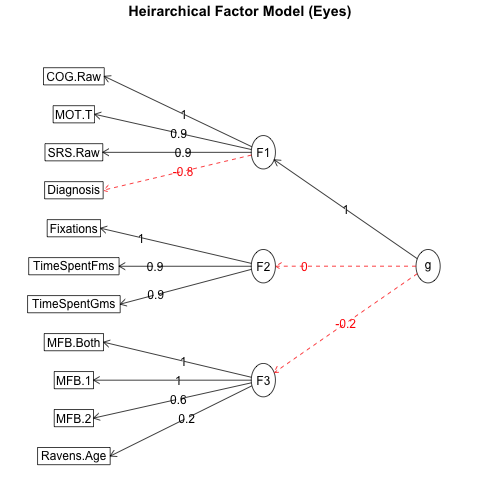 Heirarchical Factor Model (Eyes)
COG.Raw
1
MOT.T
0.9
SRS.Raw
0.9
F1
-0.8
Diagnosis
1
Fixations
1
TimeSpentFms
0.9
F2
0
g
0.9
TimeSpentGms
-0.2
MFB.Both
1
MFB.1
1
F3
0.6
MFB.2
0.2
Ravens.Age